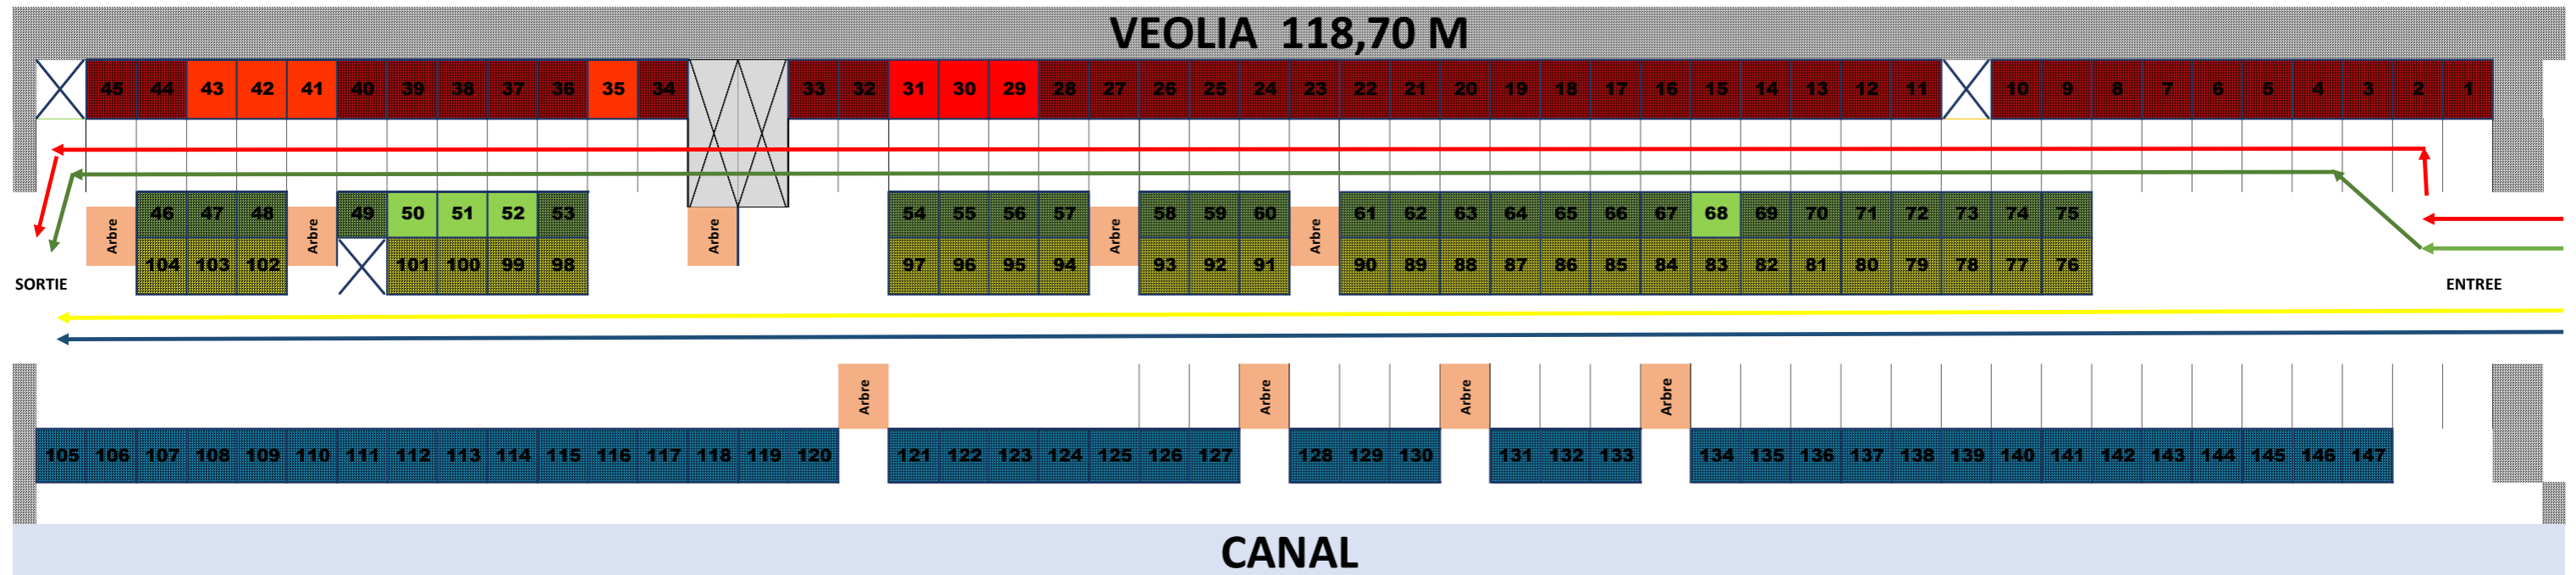 VEOLIA 118,70 M
45 44 43 42 41 40 39 38 37 36 35 34 33 32 31 30 29 28 27 26 25 24 23 22 21 20 19 18 17 16 15 14 13 12 11 10 9 8 7 6 5 4 3 2 1
Arbre 46 47 48 Arbre 49 50 51 52 53 Arbre 54 55 56 57 Arbre 58 59 60 Arbre 61 62 63 64 65 66 67 68 69 70 71 72 73 74 75
104 103 102 101 100 99 98 97 96 95 94 93 92 91 90 89 88 87 86 85 84 83 82 81 80 79 78 77 76
SORTIE ENTREE
Arbre Arbre Arbre Arbre
105 106 107 108 109 110 111 112 113 114 115 116 117 118 119 120 121 122 123 124 125 126 127 128 129 130 131 132 133 134 135 136 137 138 139 140 141 142 143 144 145 146 147
CANAL